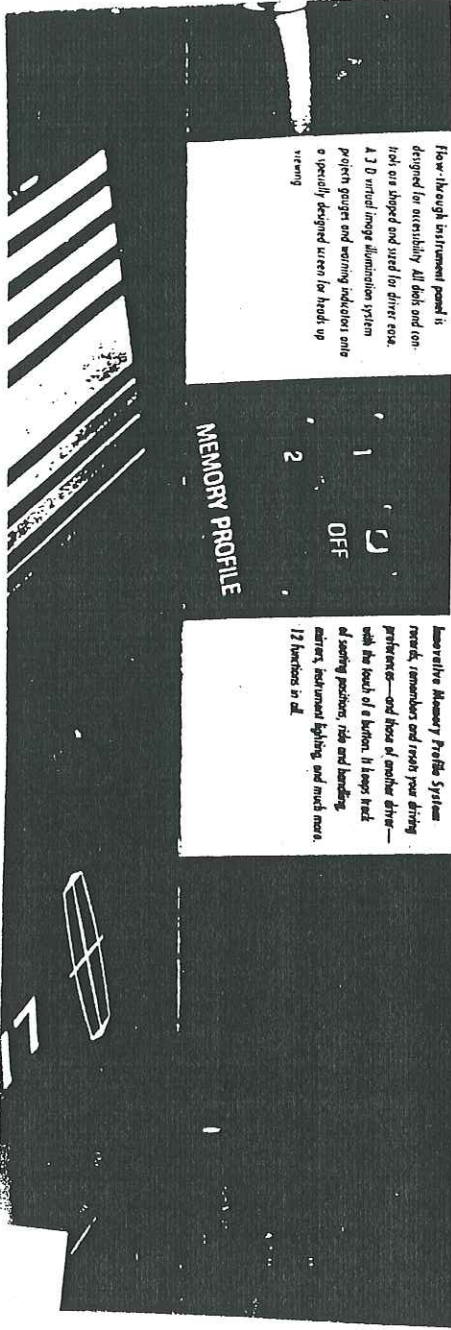 Flow-through instrument panel is
designed for accessibility. All dials and con-
trols are shaped and sized for driver ease.
A 3 D virtual image illumination system
projects gauges and warning indicators onto
a specially designed screen for heads up
viewing
1
OFF
2
MEMORY PROFILE
Innovative Memory Profile System
records, remembers and resets your driving
preferences—and those of another driver—
with the touch of a button. It keeps track
of seating positions, ride and handling,
mirrors, instrument lighting, and much more.
12 functions in all.